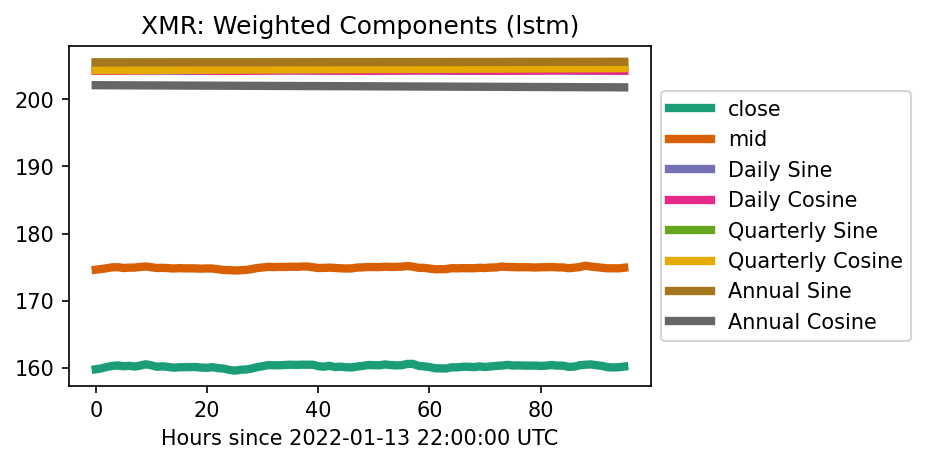 XMR: Weighted Components (lstm)
200
190
180
170
160
0 20 40 60 80
Hours since 2022-01-13 22:00:00 UTC
close
mid
Daily Sine
Daily Cosine
Quarterly Sine
Quarterly Cosine
Annual Sine
Annual Cosine